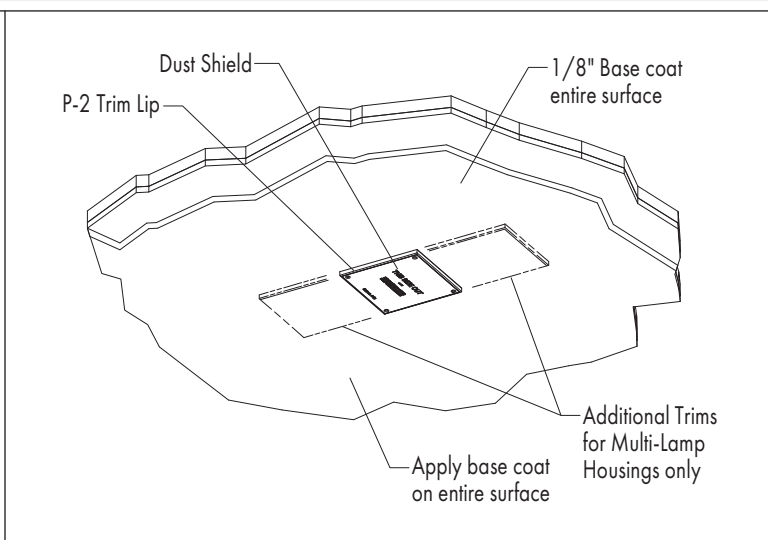 Dust Shield
P-2 Trim Lip
1/8" Base coat
entire surface
Additional Trims
for Multi-Lamp
Housings only
Apply base coat
on entire surface